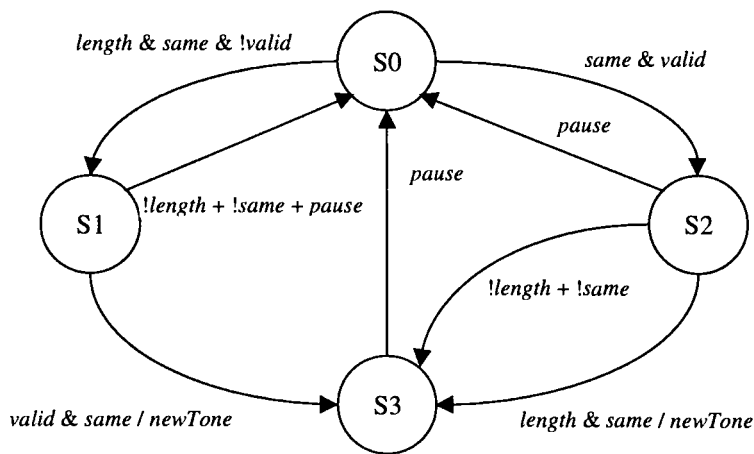 length & same & !valid
S0
same & valid
pause
pause
S1
!length + !same + pause
S2
!length + !same
valid & same / newTone
S3
length & same / newTone